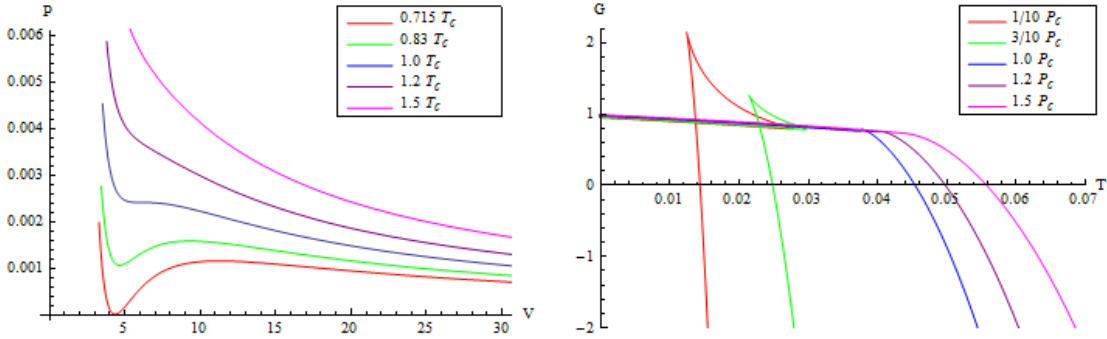 P
0.006
0.005
0.004
0.003
0.002
0.001
5 10 15 20 25 30
V
0.715 T_C
0.83 T_C
1.0 T_C
1.2 T_C
1.5 T_C
G
2
1
0
−1
−2
0.01 0.02 0.03 0.04 0.05 0.06 0.07
T
1/10 P_C
3/10 P_C
1.0 P_C
1.2 P_C
1.5 P_C